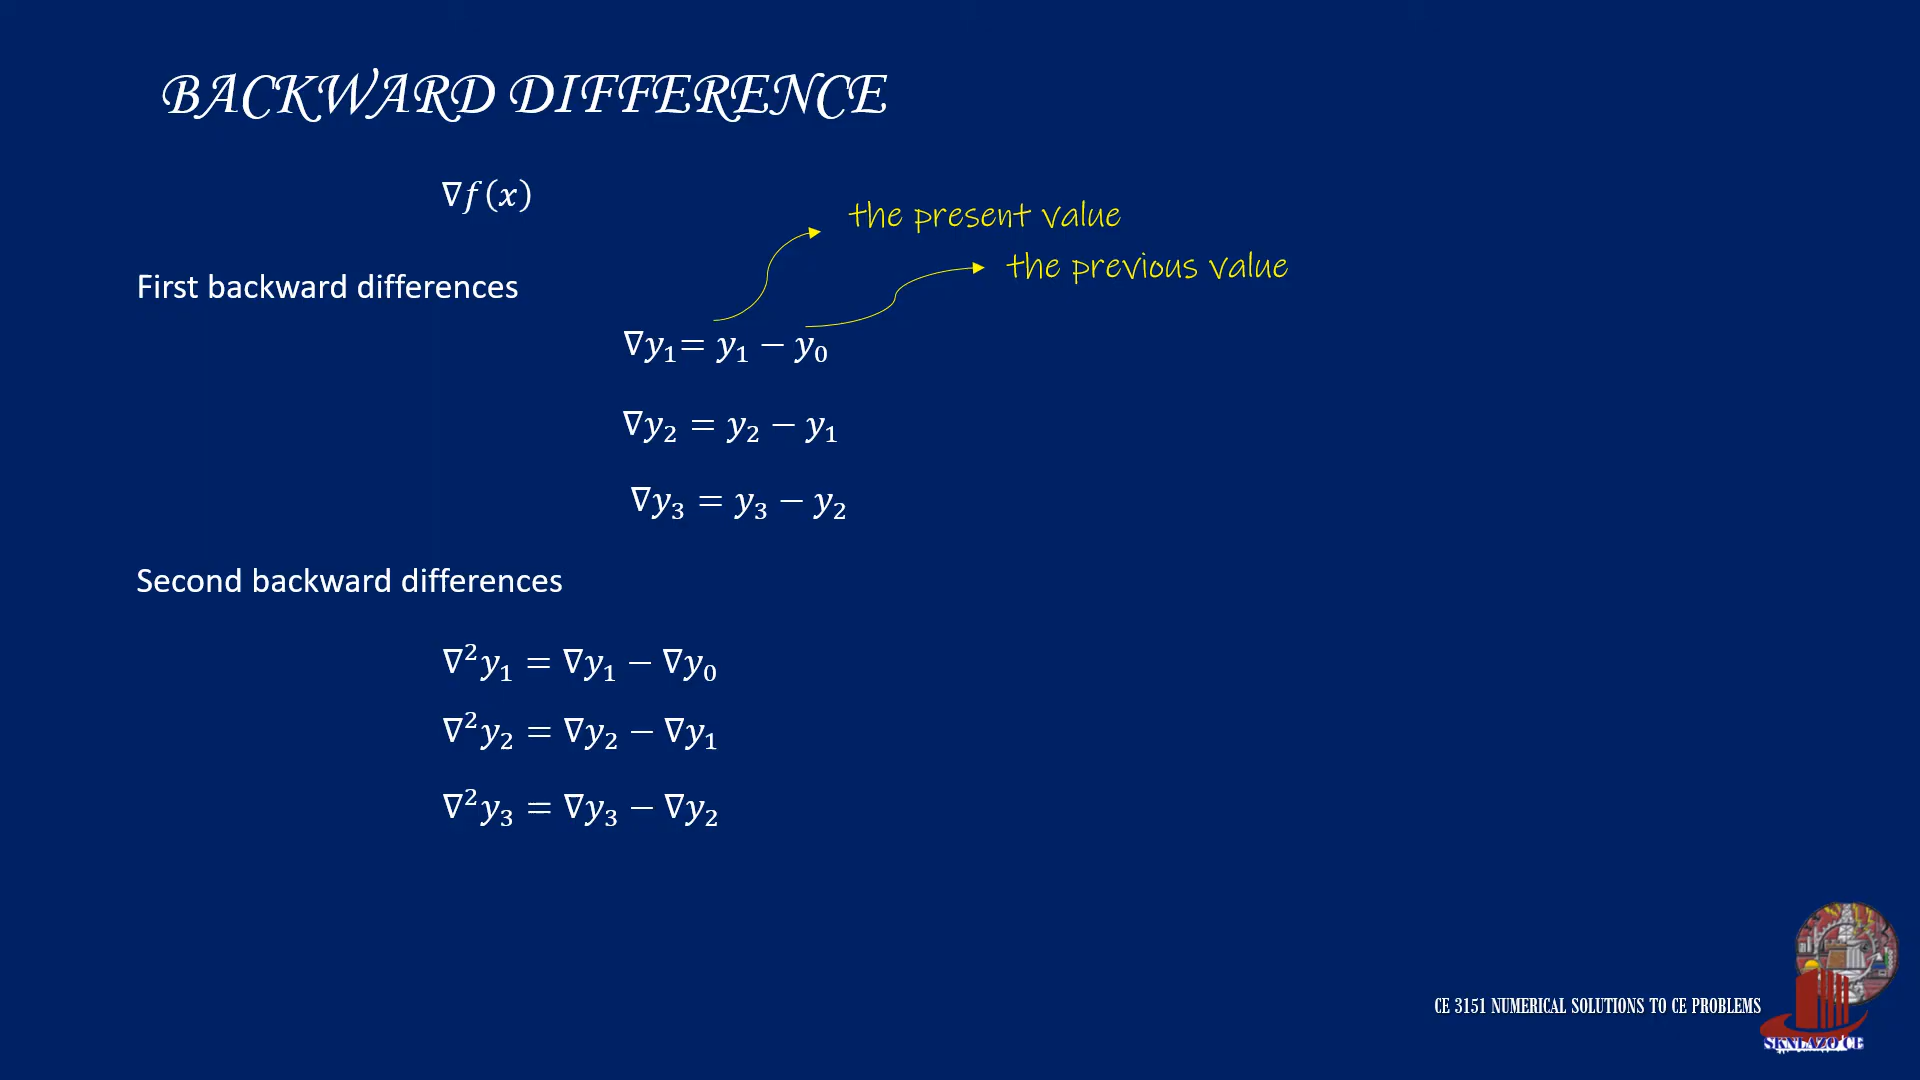 BACKWARD DIFFERENCE
∇f(x)
the present value
the previous value
First backward differences
∇y₁= y₁ − y₀
∇y₂ = y₂ − y₁
∇y₃ = y₃ − y₂
Second backward differences
∇²y₁ = ∇y₁ − ∇y₀
∇²y₂ = ∇y₂ − ∇y₁
∇²y₃ = ∇y₃ − ∇y₂
CE 3151 NUMERICAL SOLUTIONS TO CE PROBLEMS
SKNLAZO CE